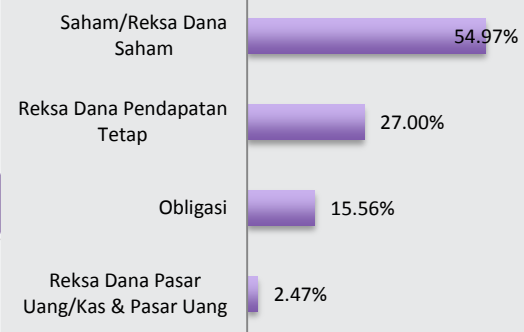 Saham/Reksa Dana
Saham
54.97%
Reksa Dana Pendapatan
Tetap
27.00%
Obligasi
15.56%
Reksa Dana Pasar
Uang/Kas & Pasar Uang
2.47%